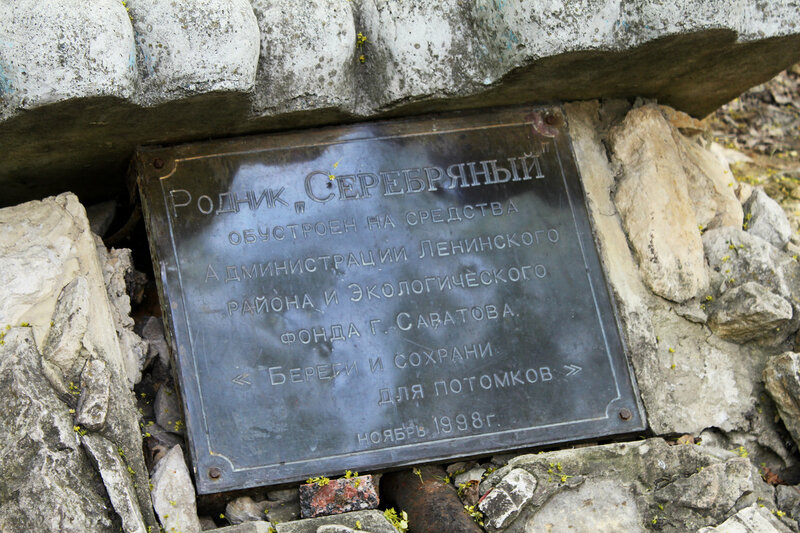 Родник „Серебряный"
обустроен на средства
Администрации Ленинского
района и Экологического
фонда г. Саратова.
« Береги и сохрани
для потомков »
ноябрь 1998г.